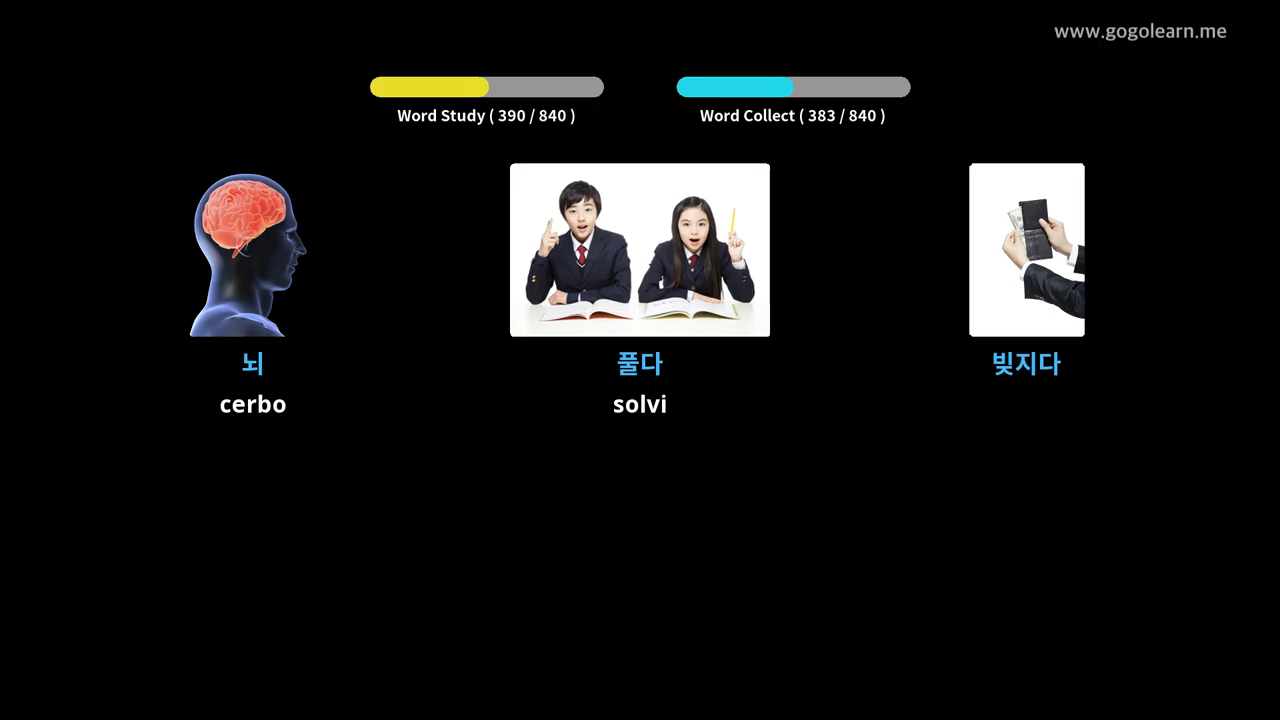 www.gogolearn.me
Word Study ( 390 / 840 )
Word Collect ( 383 / 840 )
뇌
풀다
빚지다
cerbo
solvi